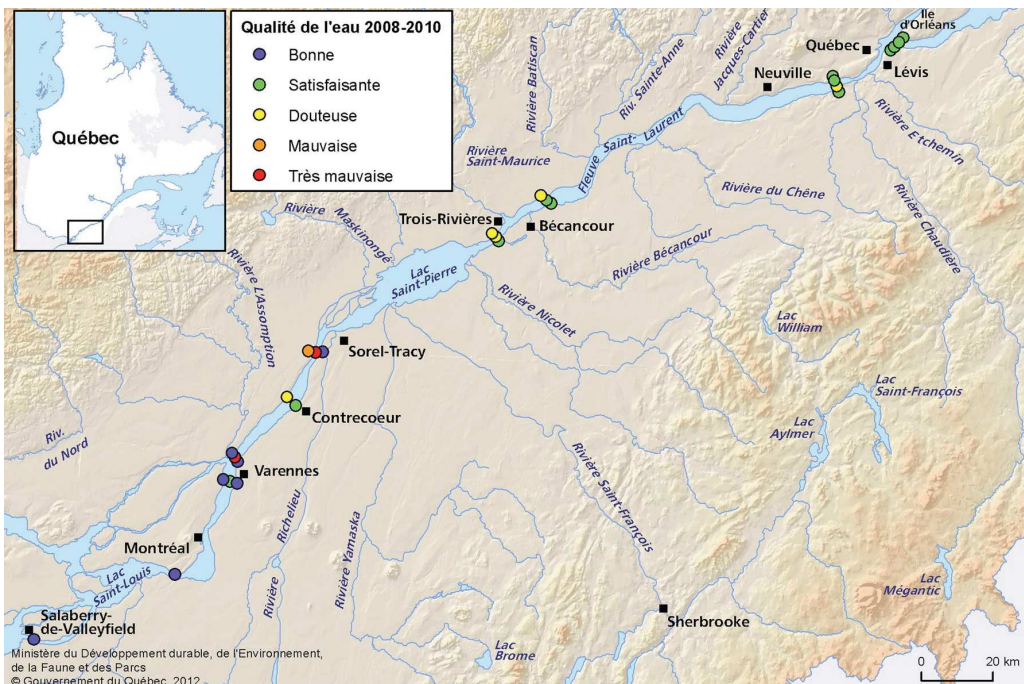 Qualité de l'eau 2008-2010
Bonne
Satisfaisante
Douteuse
Mauvaise
Très mauvaise
Québec
Ile
d'Orléans
Québec
Lévis
Neuville
Rivière
Jacques-Cartier
Riv. Sainte-Anne
Rivière Batiscan
Rivière
Saint-Maurice
Fleuve Saint-Laurent
Rivière Etchemin
Rivière Chaudière
Rivière du Chêne
Rivière
Maskinongé
Trois-Rivières
Bécancour
Rivière Bécancour
Lac
Saint-Pierre
Rivière Nicolet
Rivière L'Assomption
Lac
William
Sorel-Tracy
Lac
Saint-François
Contrecoeur
Lac
Aylmer
Riv.
du Nord
Varennes
Rivière Saint-François
Rivière Richelieu
Rivière Yamaska
Montréal
Lac
Saint-Louis
Lac
Mégantic
Salaberry-
de-Valleyfield
Sherbrooke
Lac
Brome
Ministère du Développement durable, de l'Environnement,
de la Faune et des Parcs
© Gouvernement du Québec, 2012
0 20 km